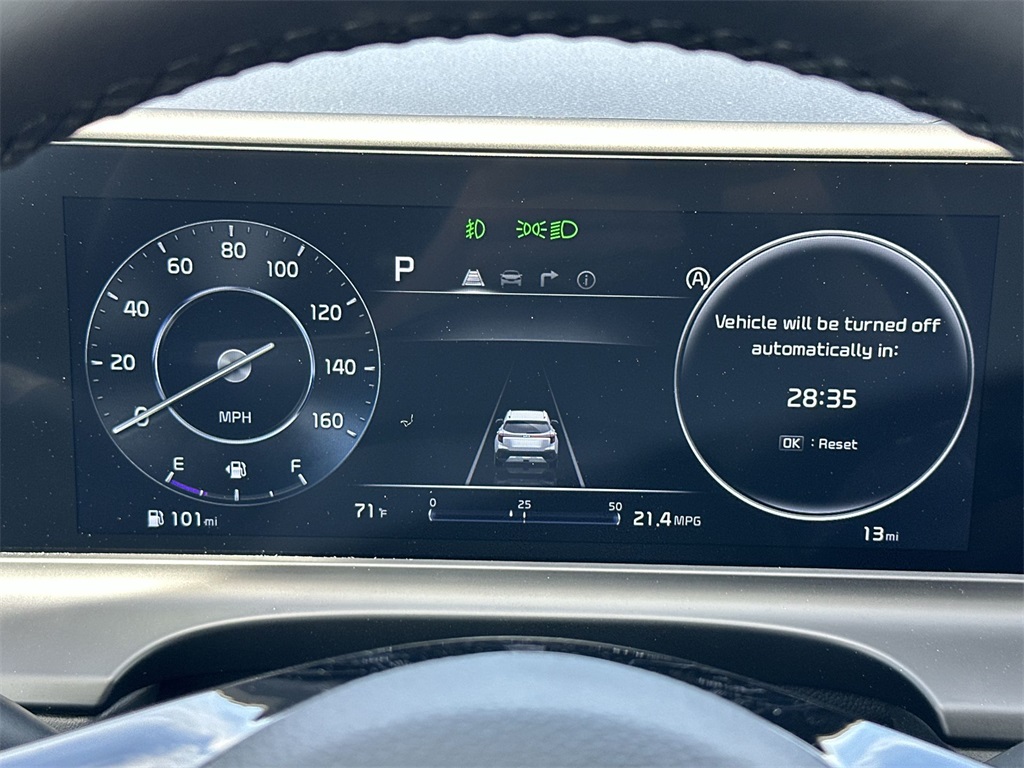 P
A
0
20
40
60
80
100
120
140
160
MPH
E
F
101mi
71°F
0
25
50
21.4MPG
Vehicle will be turned off
automatically in:
28:35
OK : Reset
13mi